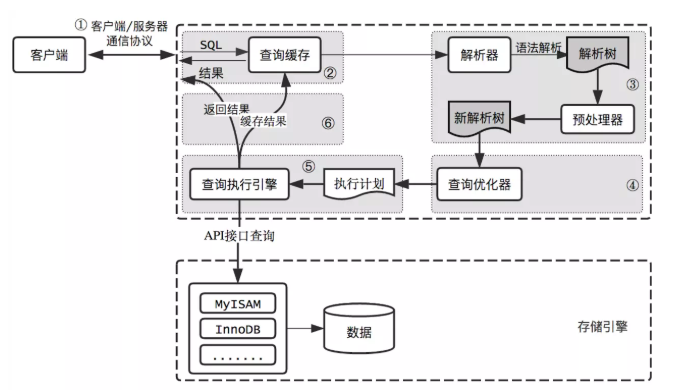 ① 客户端/服务器
通信协议
客户端
SQL
结果
查询缓存
②
解析器
语法解析
解析树
③
新解析树
预处理器
返回结果
缓存结果
⑥
⑤
查询执行引擎
执行计划
查询优化器
④
API接口查询
MyISAM
InnoDB
.......
数据
存储引擎